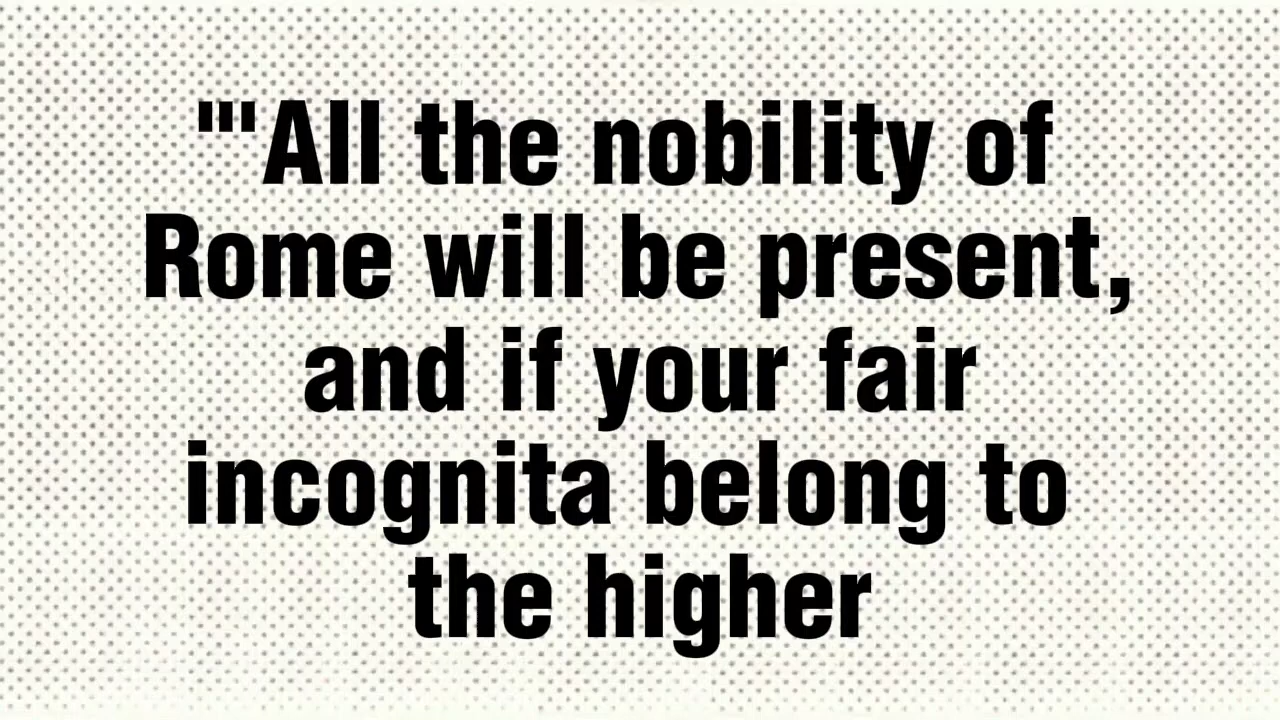 "'All the nobility of
Rome will be present,
and if your fair
incognita belong to
the higher